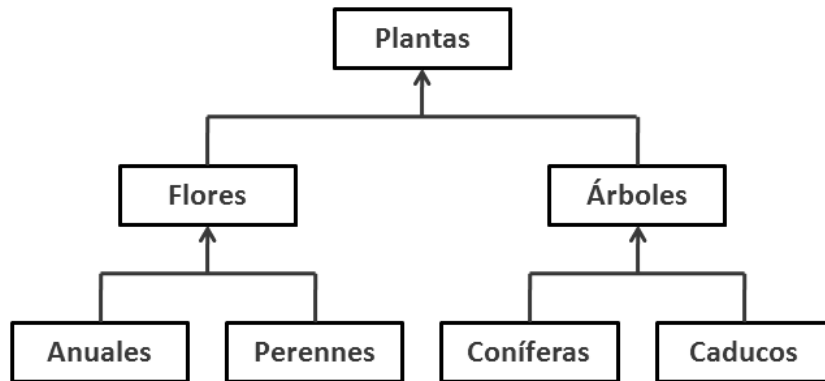 Plantas
Flores
Árboles
Anuales
Perennes
Coníferas
Caducos